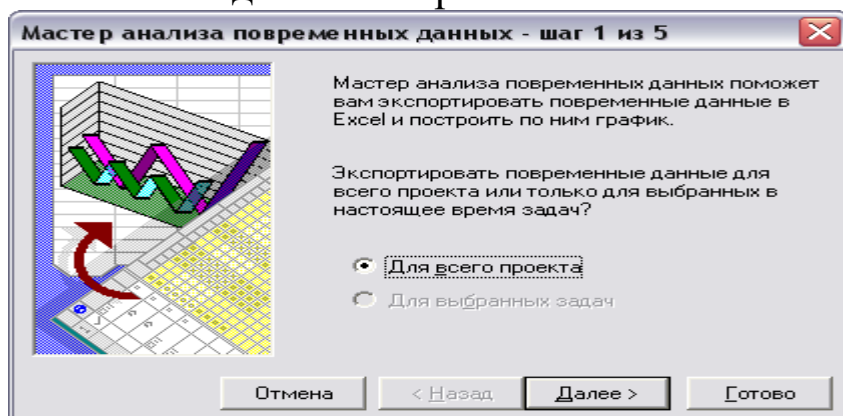 Мастер анализа повременных данных - шаг 1 из 5
Мастер анализа повременных данных поможет
вам экспортировать повременные данные в
Excel и построить по ним график.
Экспортировать повременные данные для
всего проекта или только для выбранных в
настоящее время задач?
Для всего проекта
Для выбранных задач
Отмена
< Назад
Далее >
Готово